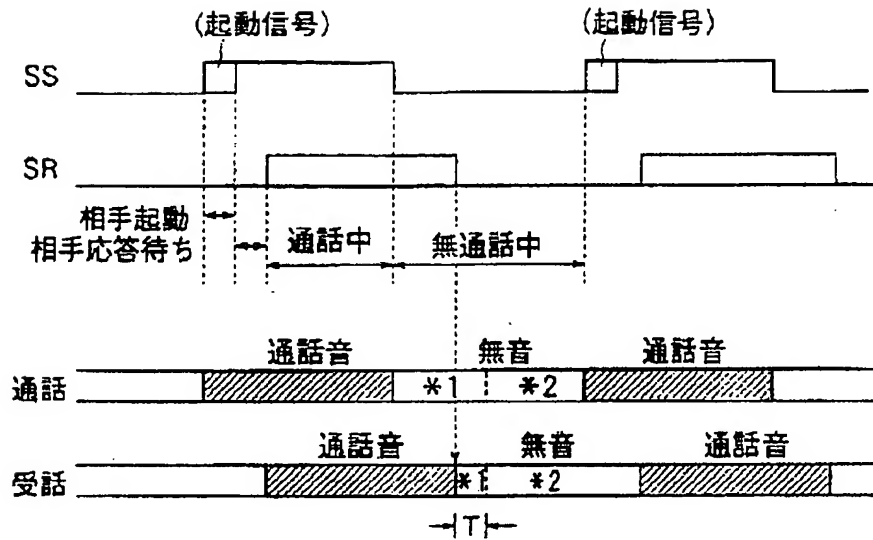 (起動信号) (起動信号)
SS
SR
相手起動
相手応答待ち 通話中 無通話中
通話音 無音 通話音
通話 *1 *2
通話音 無音 通話音
受話 *1 *2
T